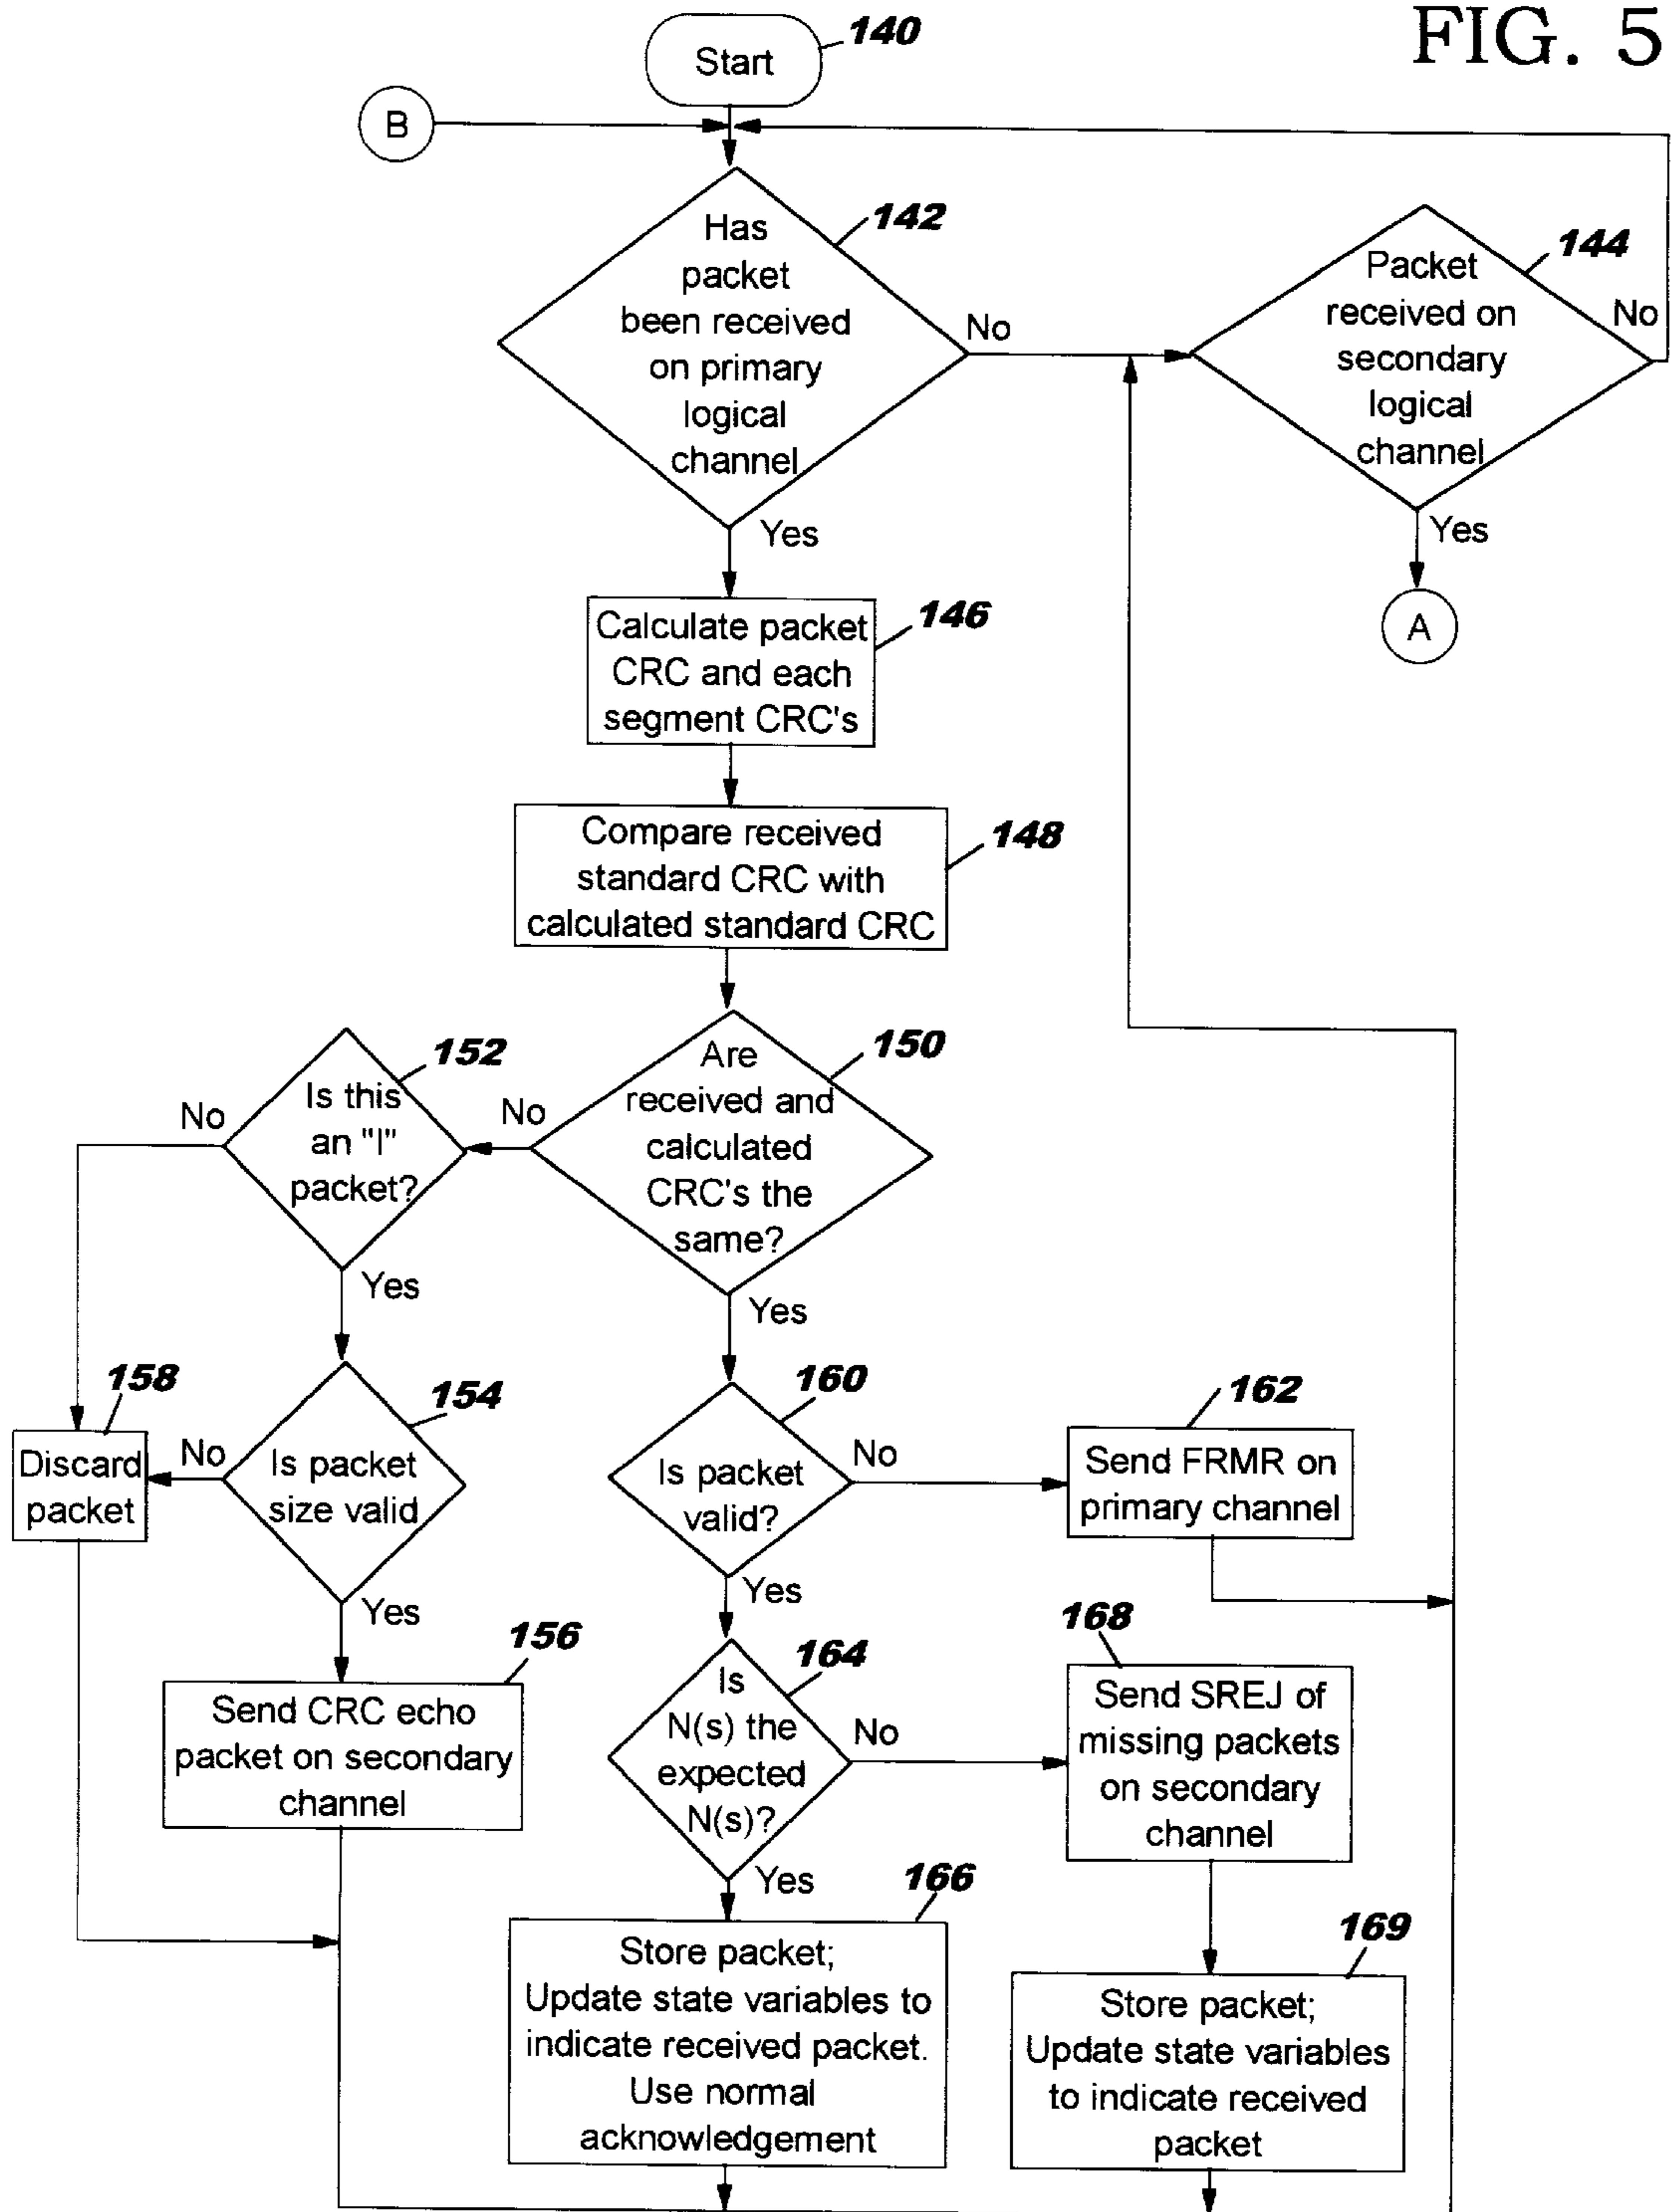 FIG. 5
140
Start
B
142
Has
packet
been received
on primary
logical
channel
No
Yes
144
Packet
received on
secondary
logical
channel
No
Yes
A
146
Calculate packet
CRC and each
segment CRC's
148
Compare received
standard CRC with
calculated standard CRC
150
Are
received and
calculated
CRC's the
same?
No
Yes
152
Is this
an "I"
packet?
No
Yes
158
Discard
packet
154
Is packet
size valid
No
Yes
156
Send CRC echo
packet on secondary
channel
160
Is packet
valid?
No
Yes
162
Send FRMR on
primary channel
164
Is
N(s) the
expected
N(s)?
No
Yes
168
Send SREJ of
missing packets
on secondary
channel
166
Store packet;
Update state variables to
indicate received packet.
Use normal
acknowledgement
169
Store packet;
Update state variables
to indicate received
packet